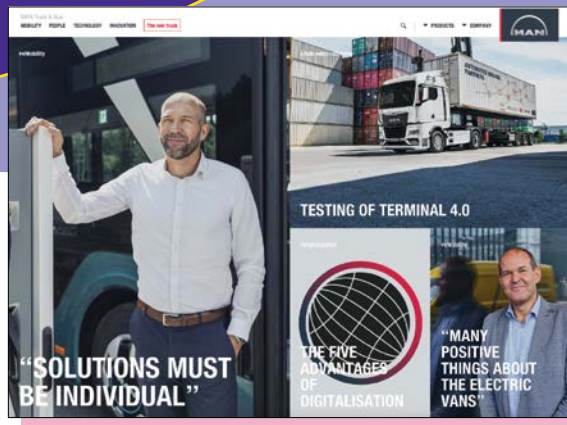 MAN Truck & Bus
MOBILITY PEOPLE TECHNOLOGY INNOVATION The new truck
PRODUCTS COMPANY
MAN
#eMobility
TESTING OF TERMINAL 4.0
“SOLUTIONS MUST
BE INDIVIDUAL”
THE FIVE
ADVANTAGES
OF
DIGITALISATION
“MANY
POSITIVE
THINGS ABOUT
THE ELECTRIC
VANS”